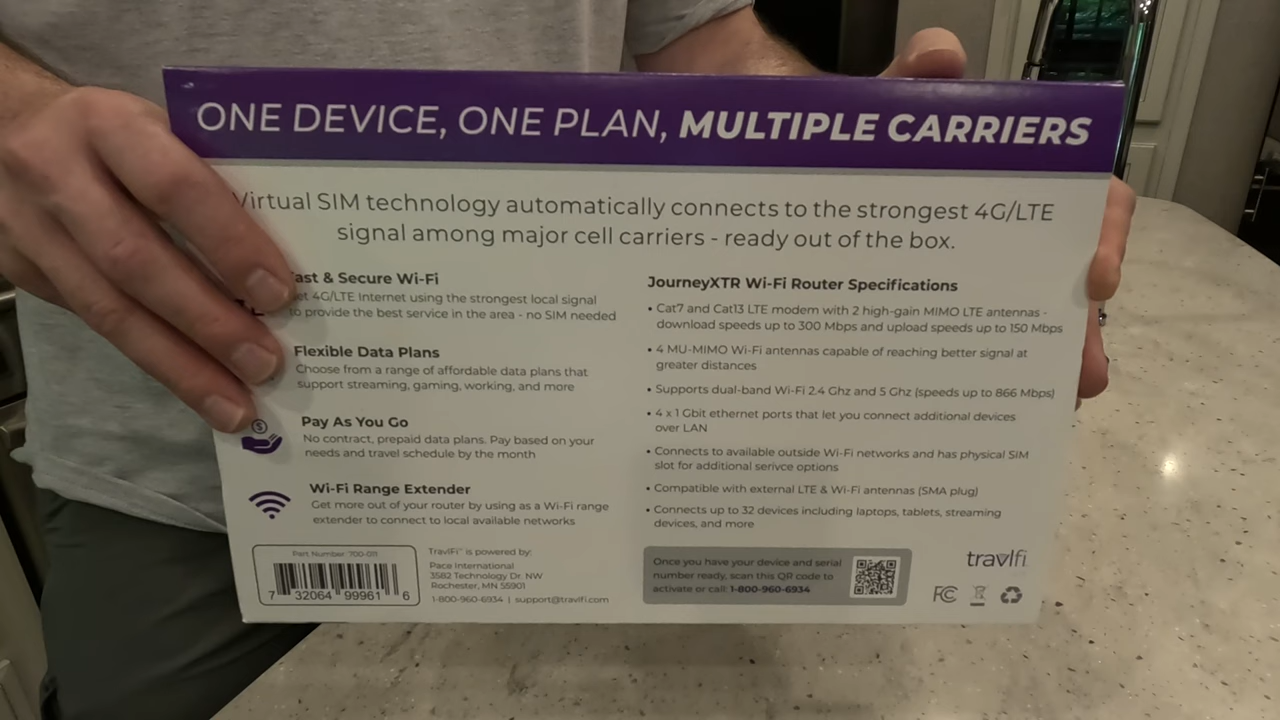 ONE DEVICE, ONE PLAN, MULTIPLE CARRIERS
Virtual SIM technology automatically connects to the strongest 4G/LTE
signal among major cell carriers - ready out of the box.
ast & Secure Wi-Fi
et 4G/LTE Internet using the strongest local signal
to provide the best service in the area - no SIM needed
Flexible Data Plans
Choose from a range of affordable data plans that
support streaming, gaming, working, and more
Pay As You Go
No contract, prepaid data plans. Pay based on your
needs and travel schedule by the month
Wi-Fi Range Extender
Get more out of your router by using as a Wi-Fi range
extender to connect to local available networks
JourneyXTR Wi-Fi Router Specifications
• Cat7 and Cat13 LTE modem with 2 high-gain MIMO LTE antennas -
download speeds up to 300 Mbps and upload speeds up to 150 Mbps
• 4 MU-MIMO Wi-Fi antennas capable of reaching better signal at
greater distances
• Supports dual-band Wi-Fi 2.4 Ghz and 5 Ghz (speeds up to 866 Mbps)
• 4 x 1 Gbit ethernet ports that let you connect additional devices
over LAN
• Connects to available outside Wi-Fi networks and has physical SIM
slot for additional serivce options
• Compatible with external LTE & Wi-Fi antennas (SMA plug)
• Connects up to 32 devices including laptops, tablets, streaming
devices, and more
Part Number: 700-011
7 32064 99961 6
TravlFi™ is powered by:
Pace International
3582 Technology Dr. NW
Rochester, MN 55901
1-800-960-6934 | support@travlfi.com
Once you have your device and serial
number ready, scan this QR code to
activate or call: 1-800-960-6934
travlfi
FC